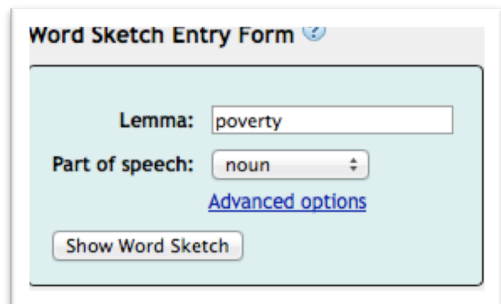 Word Sketch Entry Form ?
Lemma: poverty
Part of speech: noun
Advanced options
Show Word Sketch